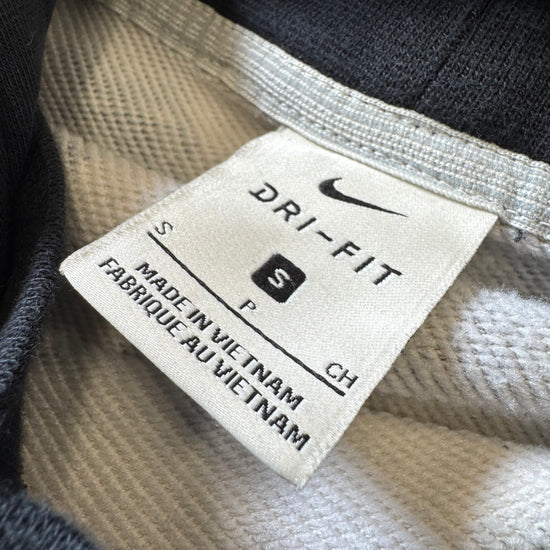 DRI-FIT
S
S P CH
MADE IN VIETNAM
FABRIQUE AU VIETNAM